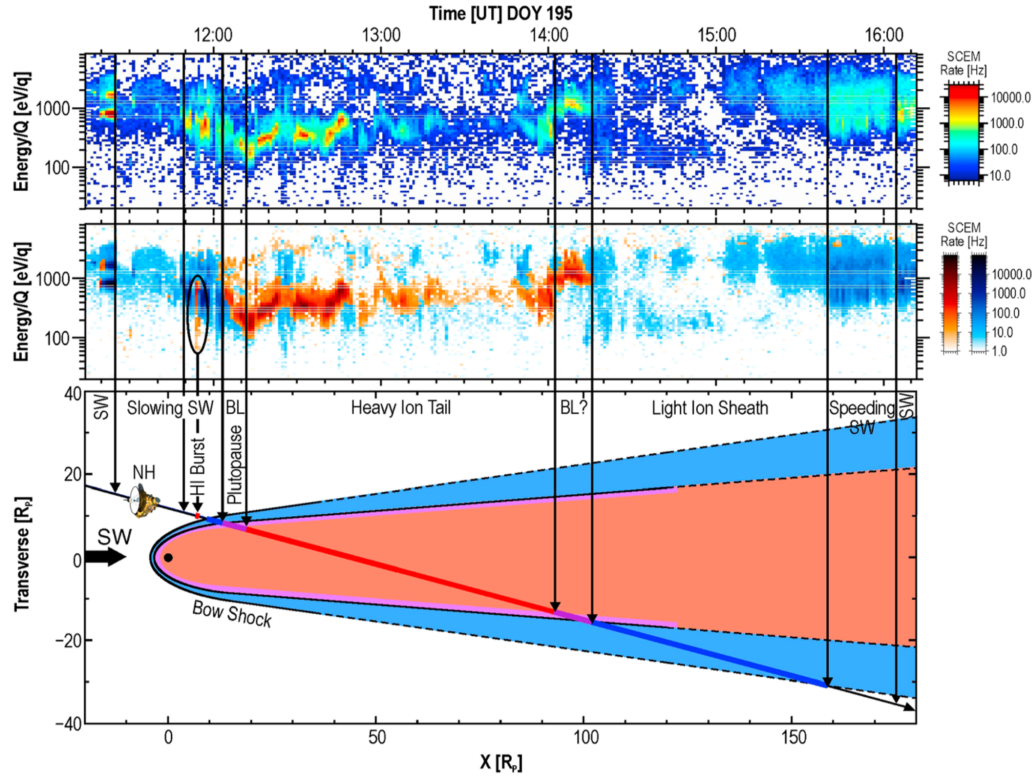 Time [UT] DOY 195
12:00 13:00 14:00 15:00 16:00
Energy/Q [eV/q]
1000
100
SCEM
Rate [Hz]
10000.0
1000.0
100.0
10.0
Energy/Q [eV/q]
1000
100
SCEM
Rate [Hz]
10000.0
1000.0
100.0
10.0
1.0
Transverse [Rₚ]
40
20
0
−20
−40
SW
Slowing SW
HI Burst
BL
Plutopause
Heavy Ion Tail
BL?
Light Ion Sheath
Speeding
SW
SW
NH
SW
Bow Shock
0 50 100 150
X [Rₚ]